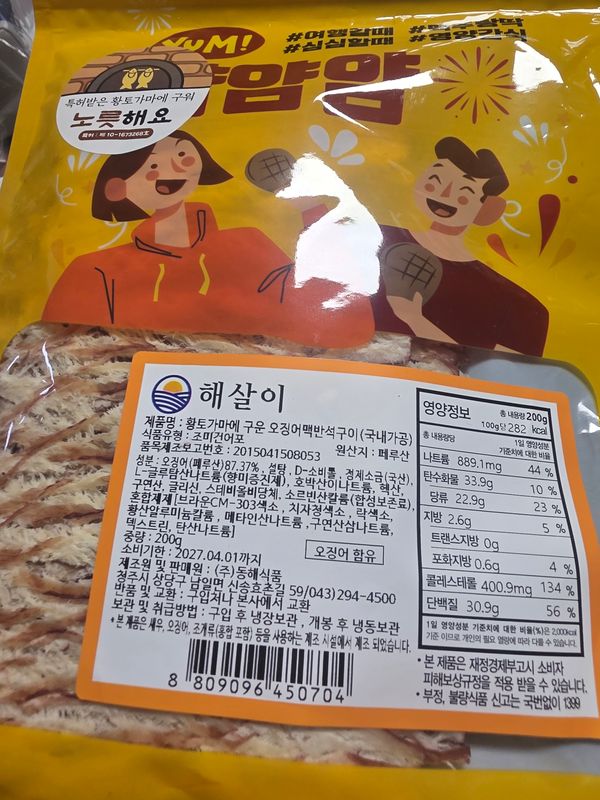 YUM!
#여행갈때
#심심할때 #영양간식
얌얌
특허받은 황토가마에 구워
노릇해요
특허 : 제 10-1673268호
해살이
제품명 : 황토가마에 구운 오징어맥반석구이(국내가공)
식품유형 : 조미건어포 원산지 : 페루산
품목제조보고번호 : 2015041508053
성분 : 오징어(페루산)87.37%, 설탕, D-소비톨, 정제소금(국산),
L-글루탐산나트륨(향미증진제), 호박산이나트륨, 핵산,
구연산, 글리신, 스테비올배당체, 소르빈산칼륨(합성보존료),
혼합제제[브라운CM-303색소, 치자청색소, 락색소,
황산알루미늄칼륨, 메타인산나트륨, 구연산삼나트륨,
덱스트린, 탄산나트륨]
중량 : 200g
오징어 함유
소비기한 : 2027.04.01까지
제조원 및 판매원 : (주)동해식품
청주시 상당구 남일면 신송효촌길 59/043)294-4500
반품 및 교환 : 구입처나 본사에서 교환
보관 및 취급방법 : 구입 후 냉장보관, 개봉 후 냉동보관
* 본 제품은 새우, 오징어, 조개류(홍합 포함) 등을 사용하는 제조 시설에서 제조 되었습니다.
8 809096 450704
영양정보
총 내용량 200g
100g당 282 kcal
총 내용량당 1일 영양성분
기준치에 대한 비율
나트륨 889.1mg 44 %
탄수화물 33.9g 10 %
당류 22.9g 23 %
지방 2.6g 5 %
트랜스지방 0g
포화지방 0.6g 4 %
콜레스테롤 400.9mg 134 %
단백질 30.9g 56 %
1일 영양성분 기준치에 대한 비율(%)은 2,000kcal
기준 이므로 개인의 필요 열량에 따라 다를 수 있습니다.
• 본 제품은 재정경제부고시 소비자
피해보상규정을 적용 받을 수 있습니다.
• 부정, 불량식품 신고는 국번없이 1399